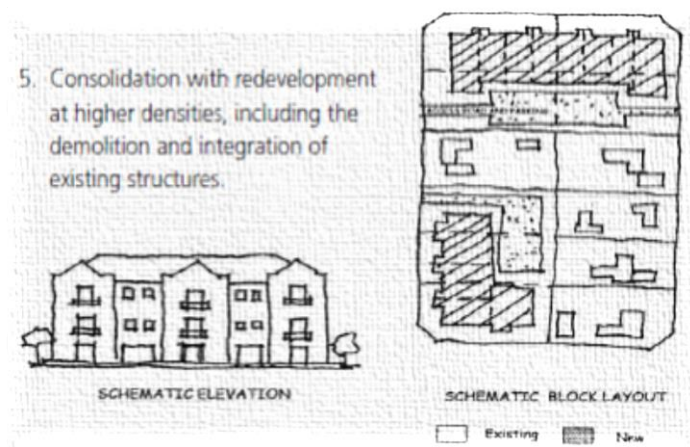 5. Consolidation with redevelopment
at higher densities, including the
demolition and integration of
existing structures.
SCHEMATIC ELEVATION
SCHEMATIC BLOCK LAYOUT
Existing
New